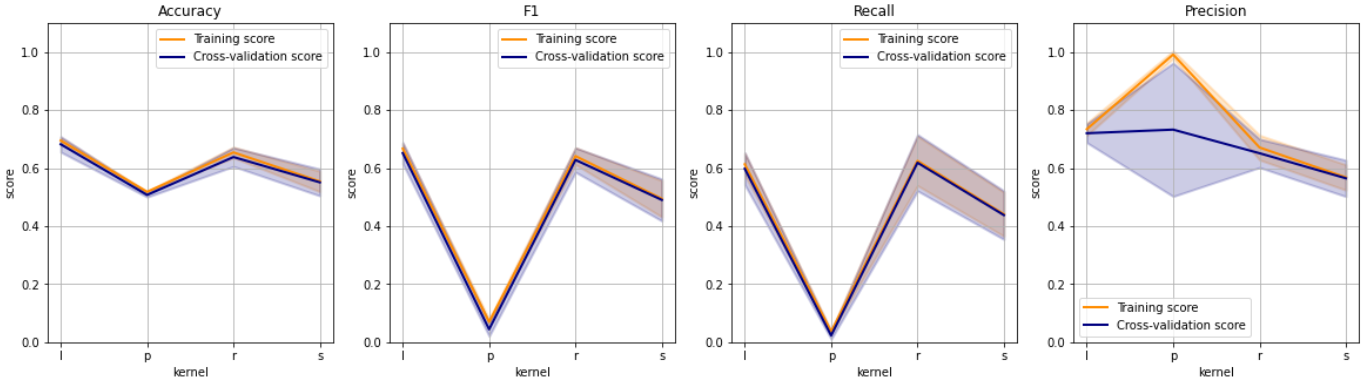 Accuracy
F1
Recall
Precision
Training score
Cross-validation score
Training score
Cross-validation score
Training score
Cross-validation score
Training score
Cross-validation score
score
1.0
0.8
0.6
0.4
0.2
0.0
l
p
r
s
kernel
score
1.0
0.8
0.6
0.4
0.2
0.0
l
p
r
s
kernel
score
1.0
0.8
0.6
0.4
0.2
0.0
l
p
r
s
kernel
score
1.0
0.8
0.6
0.4
0.2
0.0
l
p
r
s
kernel